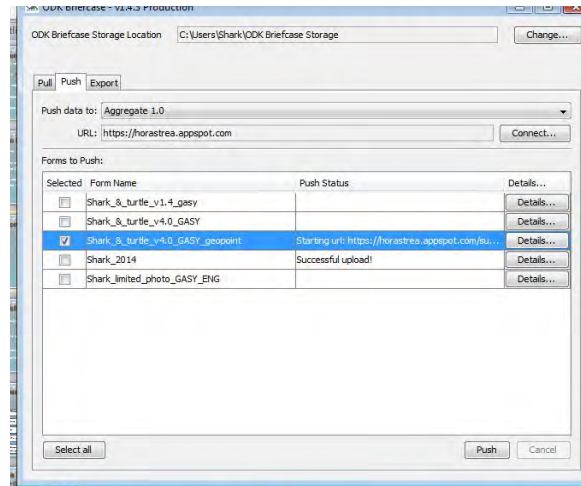 ODK Briefcase - v1.4.5 Production
ODK Briefcase Storage Location C:\Users\Shark\ODK Briefcase Storage Change...
Pull Push Export
Push data to: Aggregate 1.0
URL: https://horastrea.appspot.com Connect...
Forms to Push:
Selected Form Name Push Status Details...
Shark_&_turtle_v1.4_gasy Details...
Shark_&_turtle_v4.0_GASY Details...
Shark_&_turtle_v4.0_GASY_geopoint Starting url: https://horastrea.appspot.com/su... Details...
Shark_2014 Successful upload! Details...
Shark_limited_photo_GASY_ENG Details...
Select all Push Cancel